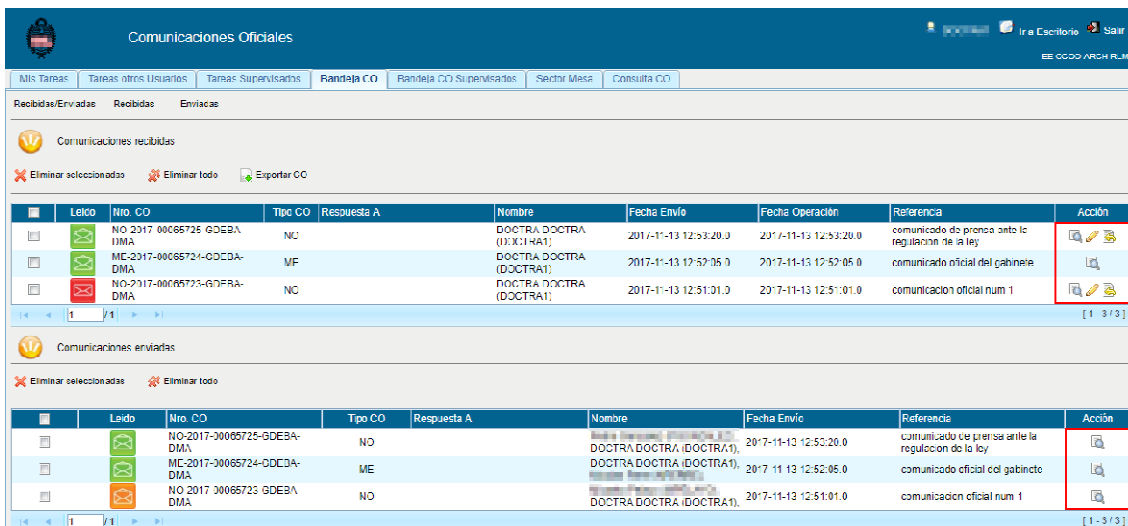 Comunicaciones Oficiales
Ir a Escritorio Salir
Mis Tareas Tareas otros Usuarios Tareas Supervisados Bandeja CO Bandeja CO Supervisados Sector Mesa Consulta CO
Recibidas/Enviadas Recibidas Enviadas
Comunicaciones recibidas
Eliminar seleccionadas Eliminar todo Exportar CO
Leido Nro. CO Tipo CO Respuesta A Nombre Fecha Envío Fecha Operación Referencia Acción
NO-2017-00065725-GDEBA-DMA NO DOCTRA DOCTRA (DOCTRA1) 2017-11-13 12:53:20.0 2017-11-13 12:53:20.0 comunicado de prensa ante la regulacion de la ley
ME-2017-00065724-GDEBA-DMA ME DOCTRA DOCTRA (DOCTRA1) 2017-11-13 12:52:05.0 2017-11-13 12:52:05.0 comunicado oficial del gabinete
NO-2017-00065723-GDEBA-DMA NO DOCTRA DOCTRA (DOCTRA1) 2017-11-13 12:51:01.0 2017-11-13 12:51:01.0 comunicacion oficial num 1
1 / 1 [ 1 - 3 / 3 ]
Comunicaciones enviadas
Eliminar seleccionadas Eliminar todo
Leido Nro. CO Tipo CO Respuesta A Nombre Fecha Envío Referencia Acción
NO-2017-00065725-GDEBA-DMA NO DOCTRA DOCTRA (DOCTRA1), 2017-11-13 12:53:20.0 comunicado de prensa ante la regulacion de la ley
ME-2017-00065724-GDEBA-DMA ME DOCTRA DOCTRA (DOCTRA1), 2017-11-13 12:52:05.0 comunicado oficial del gabinete
NO-2017-00065723-GDEBA-DMA NO DOCTRA DOCTRA (DOCTRA1), 2017-11-13 12:51:01.0 comunicacion oficial num 1
1 / 1 [ 1 - 3 / 3 ]